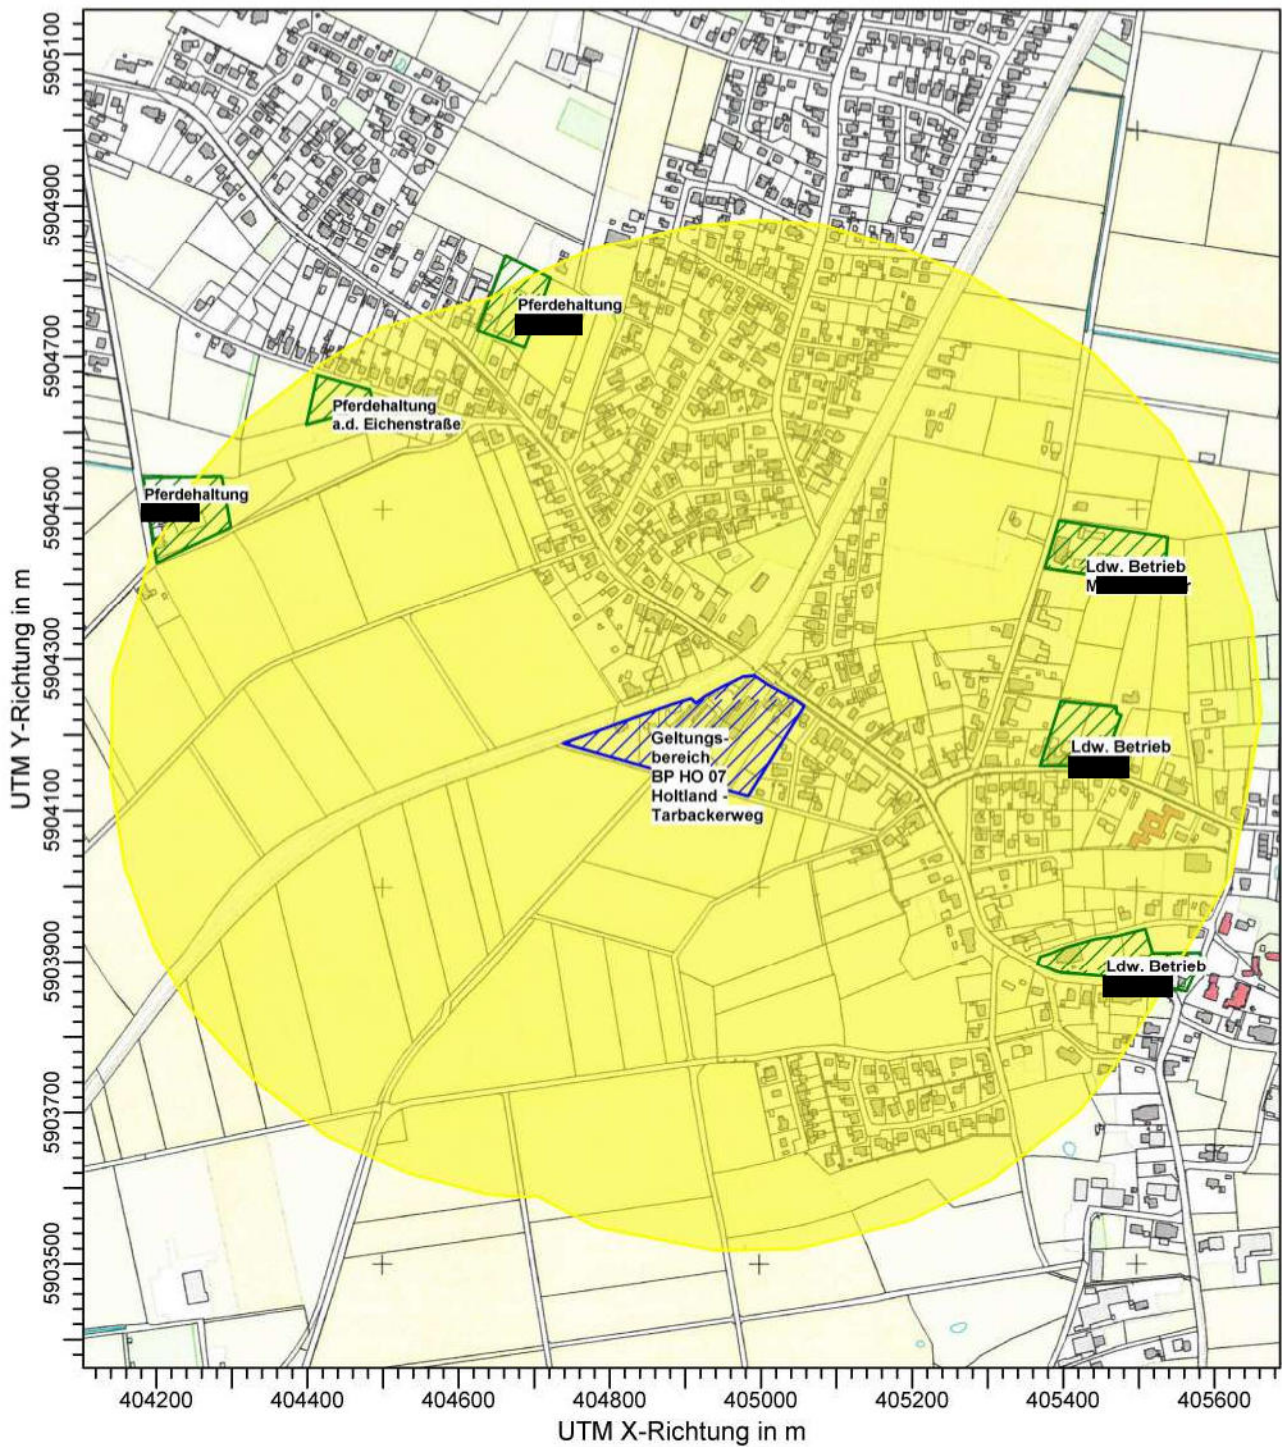 5905100
5904900
5904700
5904500
5904300
5904100
5903900
5903700
5903500
UTM Y-Richtung in m
Pferdehaltung
Pferdehaltung
a.d. Eichenstraße
Pferdehaltung
Ldw. Betrieb
M r
Geltungs-
bereich
BP HO 07
Holtland -
Tarbackerweg
Ldw. Betrieb
Ldw. Betrieb
404200 404400 404600 404800 405000 405200 405400 405600
UTM X-Richtung in m